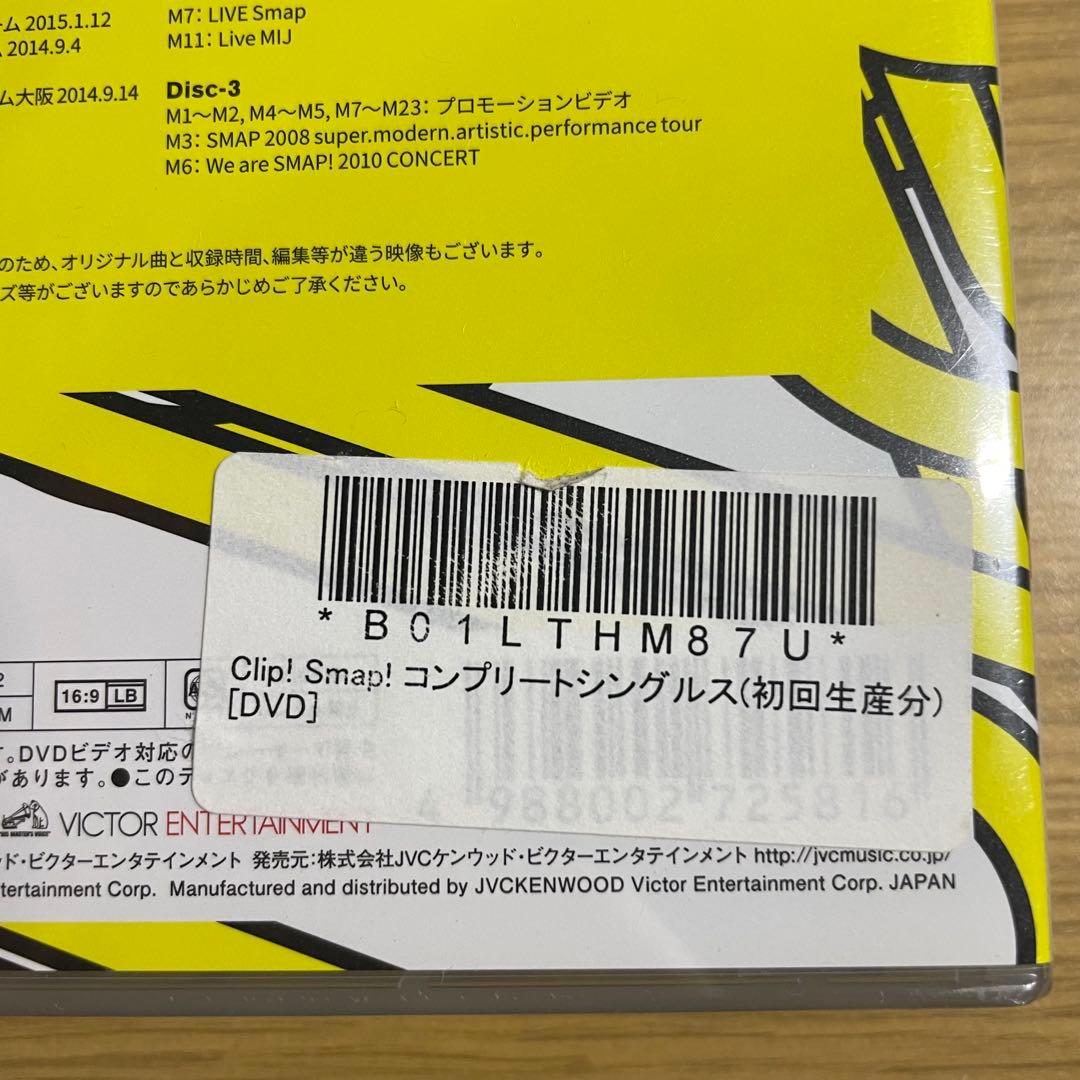 ーム 2015.1.12
2014.9.4
ム大阪 2014.9.14
M7: LIVE Smap
M11: Live MIJ
Disc-3
M1〜M2, M4〜M5, M7〜M23: プロモーションビデオ
M3: SMAP 2008 super.modern.artistic.performance tour
M6: We are SMAP! 2010 CONCERT
のため、オリジナル曲と収録時間、編集等が違う映像もございます。
ズ等がございますのであらかじめご了承ください。
*B01LTHM87U*
Clip! Smap! コンプリートシングルス(初回生産分)
[DVD]
2
M
16:9 LB
す。DVDビデオ対応の
があります。●このデ
4 988002 725816
VICTOR ENTERTAINMENT
ッド・ビクターエンタテインメント 発売元:株式会社JVCケンウッド・ビクターエンタテインメント http://jvcmusic.co.jp/
tertainment Corp. Manufactured and distributed by JVCKENWOOD Victor Entertainment Corp. JAPAN